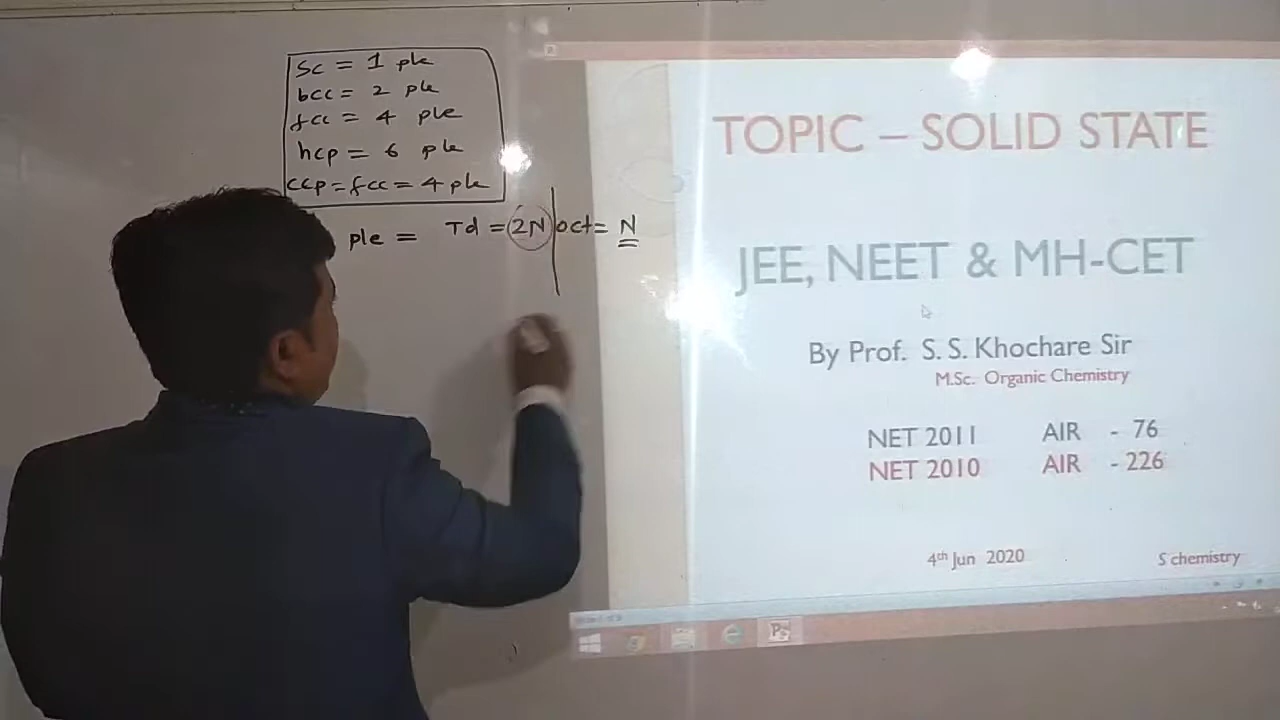 SC = 1 ple
bcc = 2 ple
fcc = 4 ple
hcp = 6 ple
ccp = fcc = 4 ple
ple = Td = 2N oct = N
TOPIC – SOLID STATE
JEE, NEET & MH-CET
By Prof. S. S. Khochare Sir
M.Sc. Organic Chemistry
NET 2011 AIR - 76
NET 2010 AIR - 226
4th Jun 2020 S chemistry